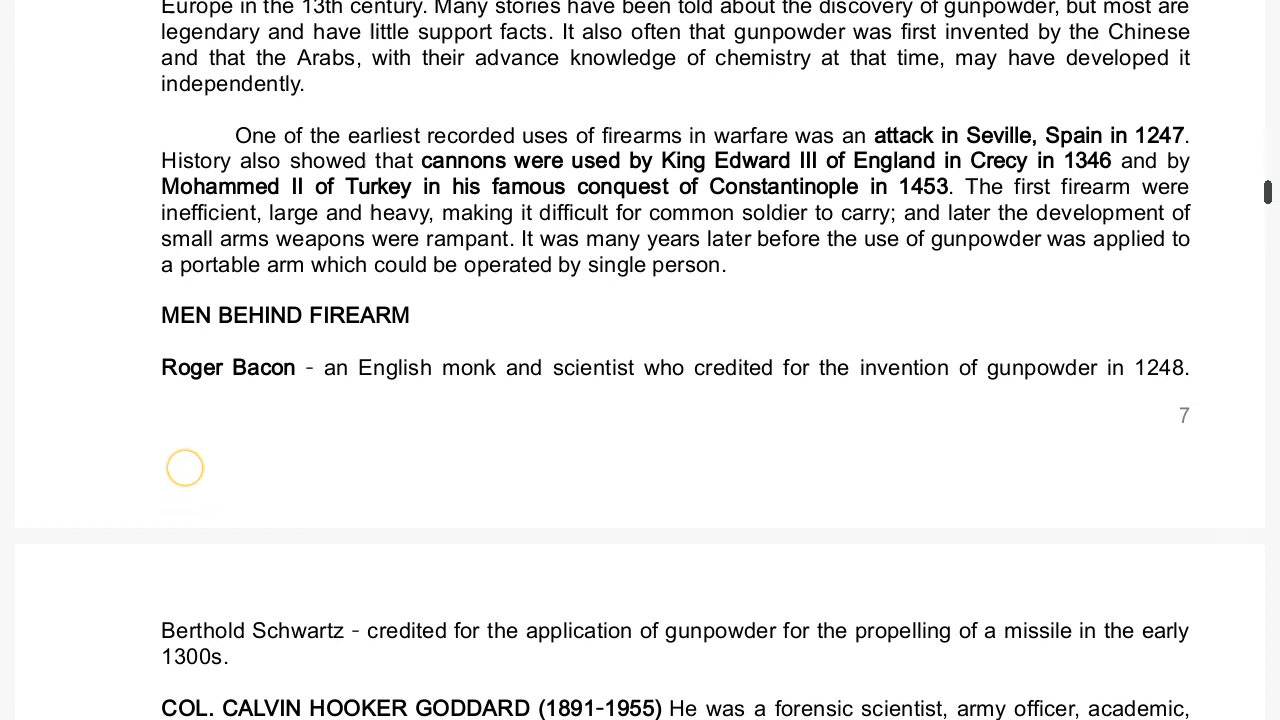 Europe in the 13th century. Many stories have been told about the discovery of gunpowder, but most are
legendary and have little support facts. It also often that gunpowder was first invented by the Chinese
and that the Arabs, with their advance knowledge of chemistry at that time, may have developed it
independently.
One of the earliest recorded uses of firearms in warfare was an attack in Seville, Spain in 1247.
History also showed that cannons were used by King Edward III of England in Crecy in 1346 and by
Mohammed II of Turkey in his famous conquest of Constantinople in 1453. The first firearm were
inefficient, large and heavy, making it difficult for common soldier to carry; and later the development of
small arms weapons were rampant. It was many years later before the use of gunpowder was applied to
a portable arm which could be operated by single person.
MEN BEHIND FIREARM
Roger Bacon - an English monk and scientist who credited for the invention of gunpowder in 1248.
7
Berthold Schwartz - credited for the application of gunpowder for the propelling of a missile in the early
1300s.
COL. CALVIN HOOKER GODDARD (1891-1955) He was a forensic scientist, army officer, academic,